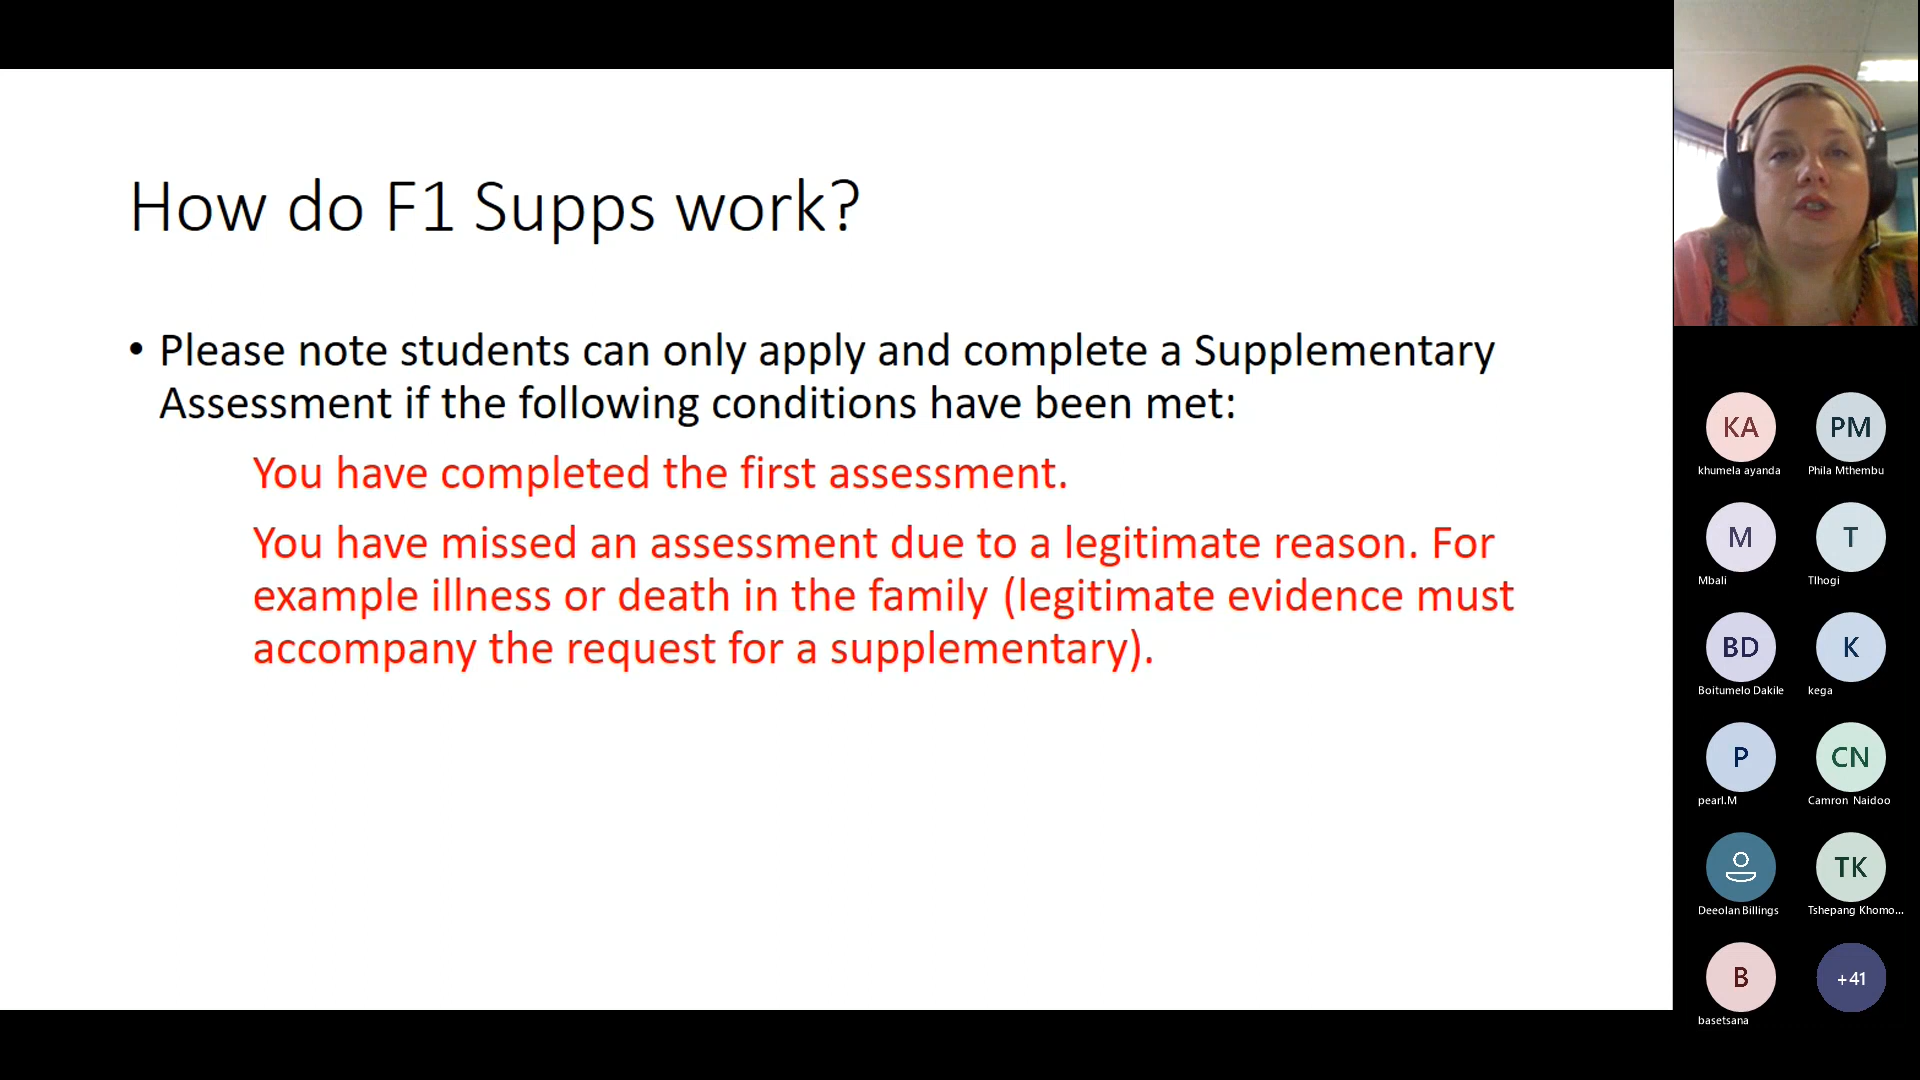 How do F1 Supps work?
• Please note students can only apply and complete a Supplementary
Assessment if the following conditions have been met:
You have completed the first assessment.
You have missed an assessment due to a legitimate reason. For
example illness or death in the family (legitimate evidence must
accompany the request for a supplementary).
KA PM
khumela ayanda Phila Mthembu
M T
Mbali Tlhogi
BD K
Boitumelo Dakile kega
P CN
pearl.M Camron Naidoo
TK
Deeolan Billings Tshepang Khomo...
B +41
basetsana